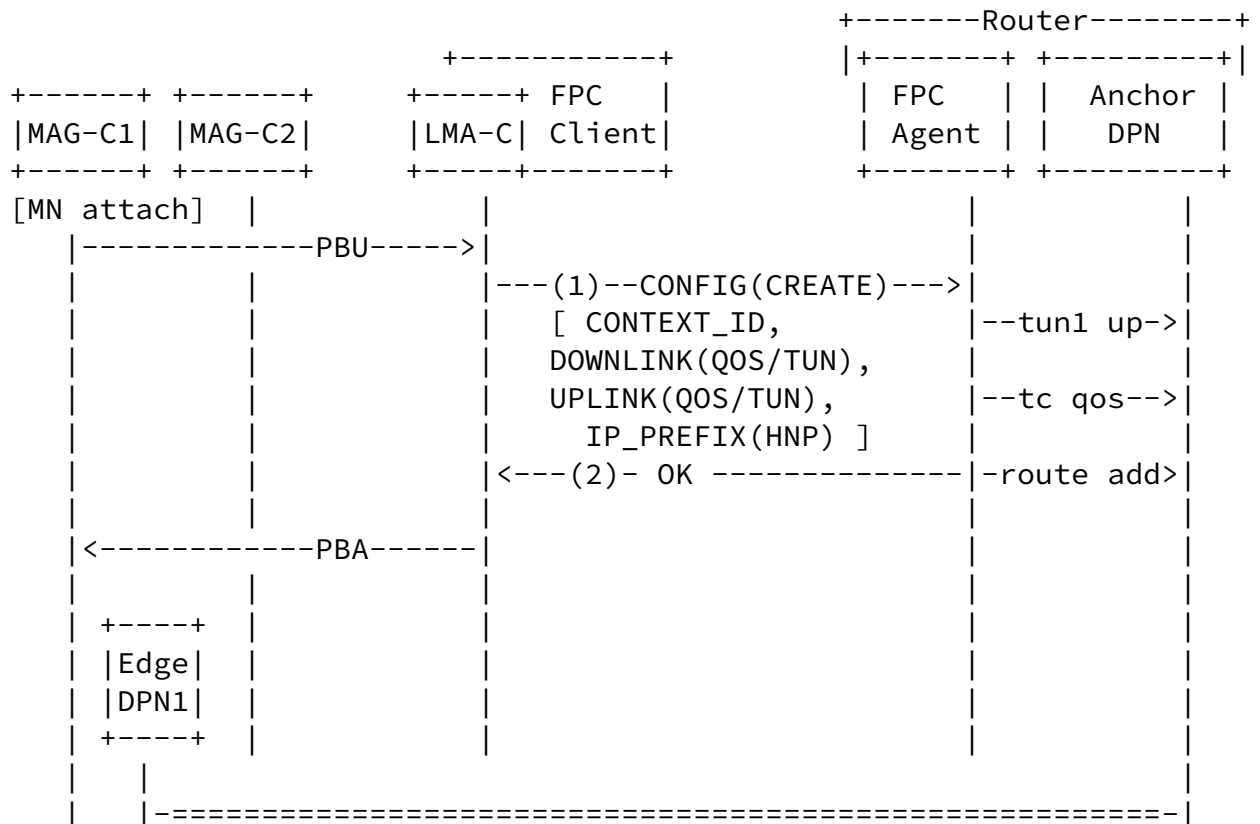 +-------Router--------+
                          +-----------+           |+-------+ +---------+|
+------+ +------+     +-----+ FPC     |            | FPC   | |  Anchor |
|MAG-C1| |MAG-C2|     |LMA-C| Client|            | Agent | |   DPN   |
+------+ +------+     +-----+-------+            +-------+ +---------+
[MN attach]  |            |                           |           |
   |-------------PBU----->|                           |           |
   |         |            |---(1)--CONFIG(CREATE)--->|           |
   |         |            |   [ CONTEXT_ID,           |--tun1 up->|
   |         |            |   DOWNLINK(QOS/TUN),      |           |
   |         |            |   UPLINK(QOS/TUN),        |--tc qos-->|
   |         |            |     IP_PREFIX(HNP) ]      |           |
   |         |            |<---(2)- OK --------------|-route add>|
   |         |            |                           |           |
   |<------------PBA------|                           |           |
   |         |            |                           |           |
   | +----+  |            |                           |           |
   | |Edge|  |            |                           |           |
   | |DPN1|  |            |                           |           |
   | +----+  |            |                           |           |
   |   |                                                          |
   |   |-=======================================================-|